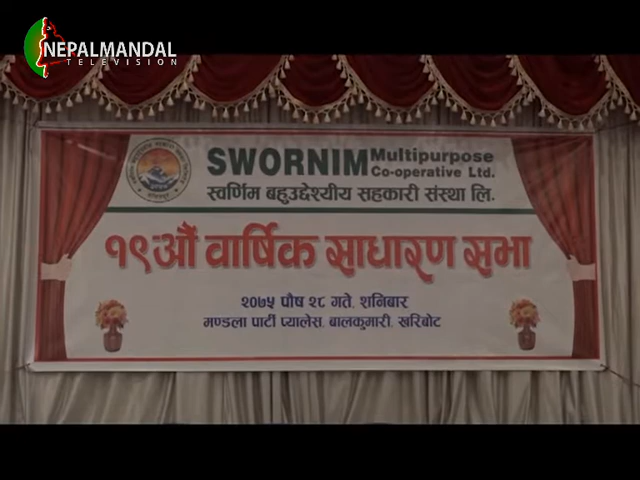 NEPALMANDAL
TELEVISION
SWORNIM Multipurpose
Co-operative Ltd.
स्वर्णिम बहुउद्देश्यीय सहकारी संस्था लि.
१९औं वार्षिक साधारण सभा
२०७५ पौष २८ गते, शनिबार
मण्डला पार्टी प्यालेस, बालकुमारी, खरिबोट